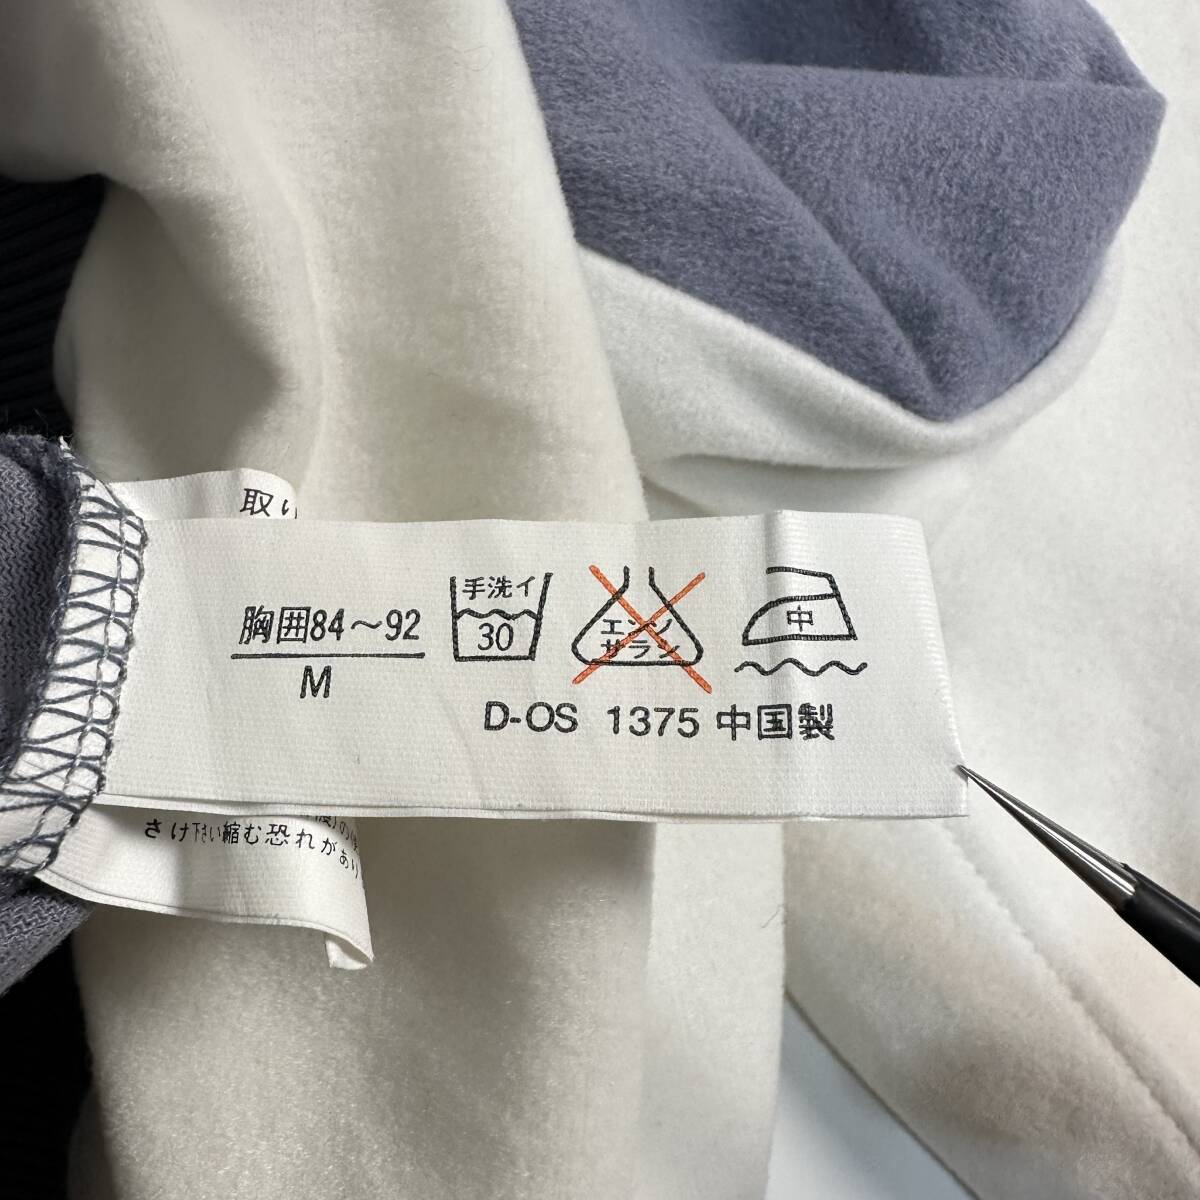 取り
胸囲84～92
M
手洗イ
30
エンソ
サラシ
中
D-OS 1375 中国製
さけ下さい縮む恐れがあり